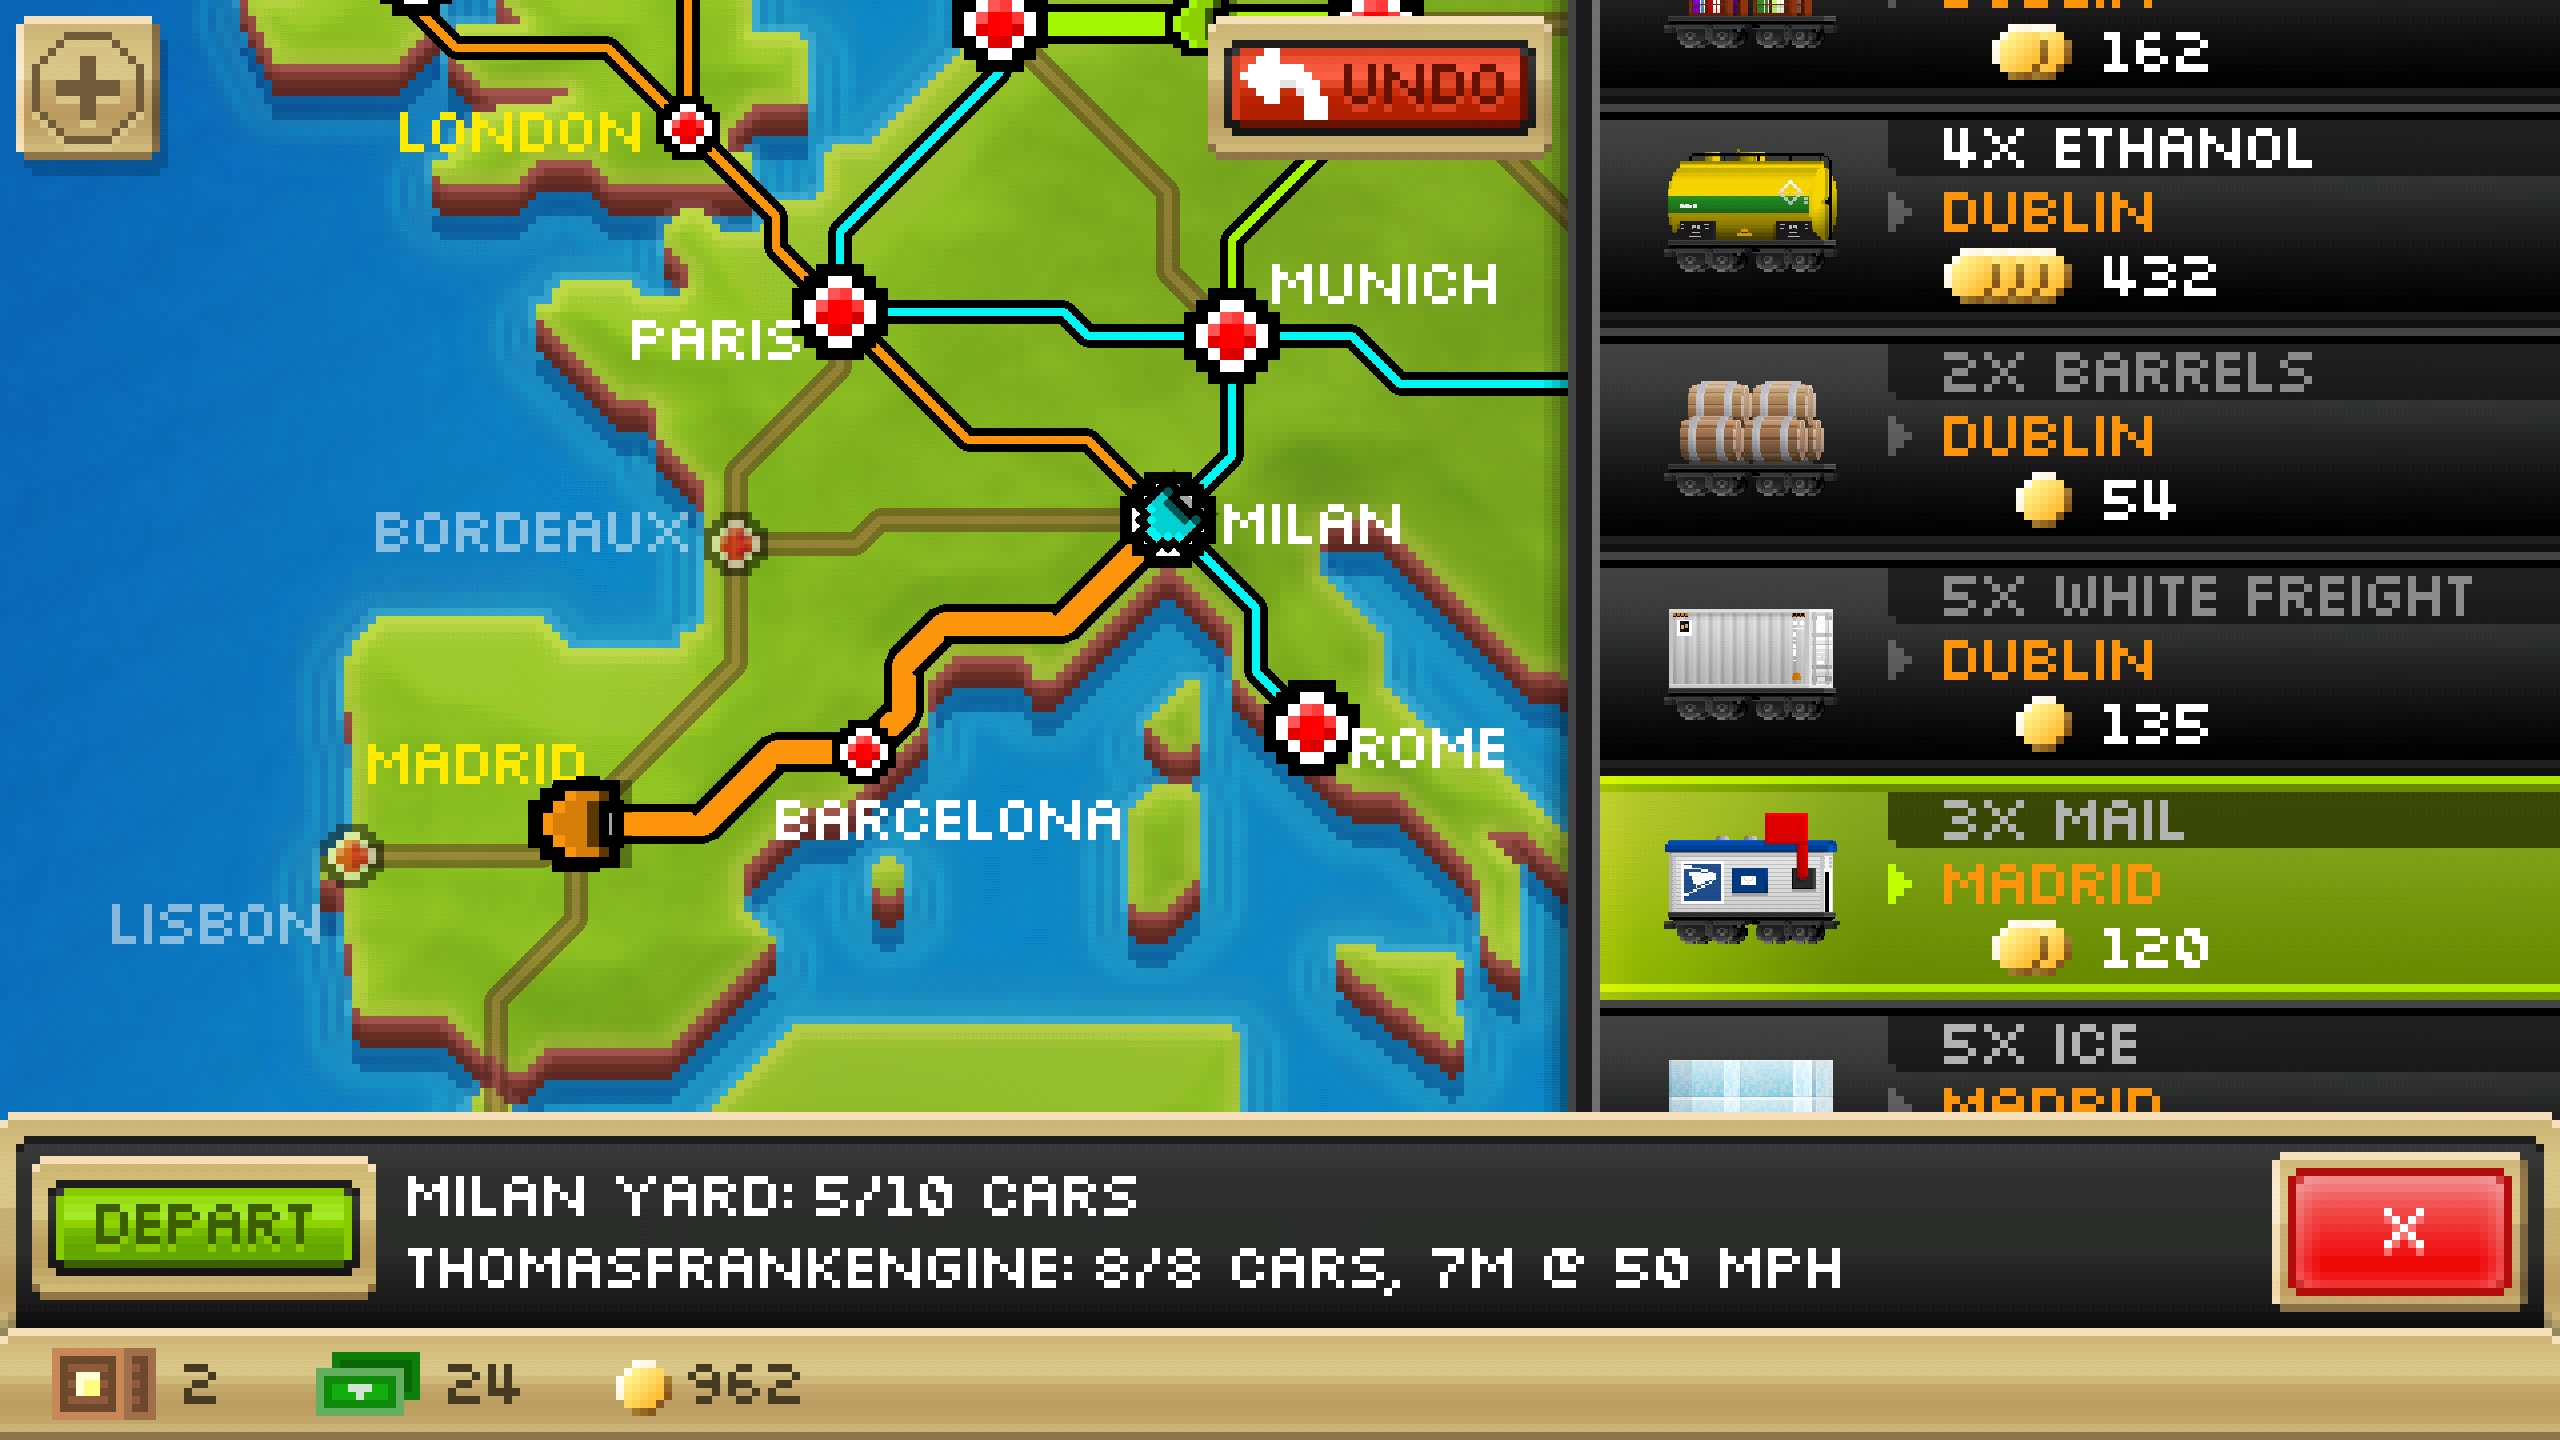 DUBLIN
162
UNDO
LONDON
4X ETHANOL
DUBLIN
432
MUNICH
PARIS
2X BARRELS
DUBLIN
54
BORDEAUX
MILAN
5X WHITE FREIGHT
DUBLIN
135
MADRID
ROME
BARCELONA
3X MAIL
MADRID
120
LISBON
5X ICE
MADRID
DEPART
MILAN YARD: 5/10 CARS
THOMASFRANKENGINE: 8/8 CARS, 7M @ 50 MPH
X
2
24
962